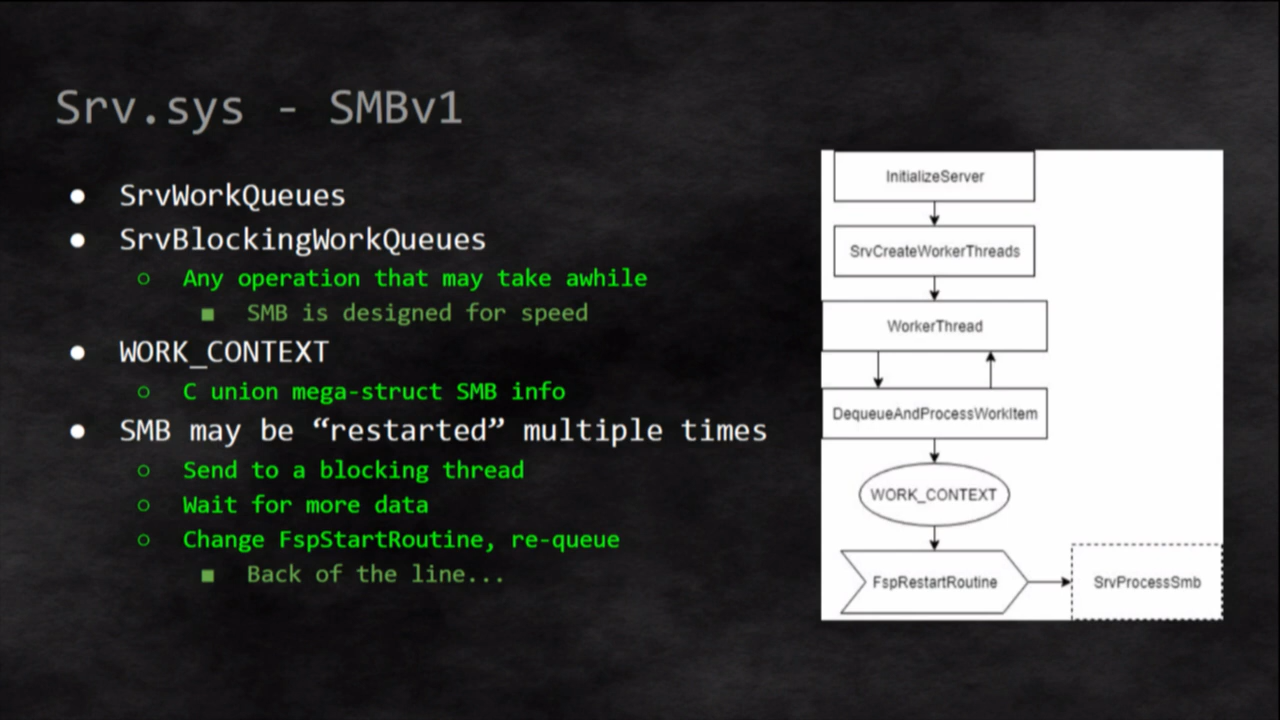 Srv.sys - SMBv1
● SrvWorkQueues
● SrvBlockingWorkQueues
○ Any operation that may take awhile
■ SMB is designed for speed
● WORK_CONTEXT
○ C union mega-struct SMB info
● SMB may be “restarted” multiple times
○ Send to a blocking thread
○ Wait for more data
○ Change FspStartRoutine, re-queue
■ Back of the line...
InitializeServer
SrvCreateWorkerThreads
WorkerThread
DequeueAndProcessWorkItem
WORK_CONTEXT
FspRestartRoutine
SrvProcessSmb